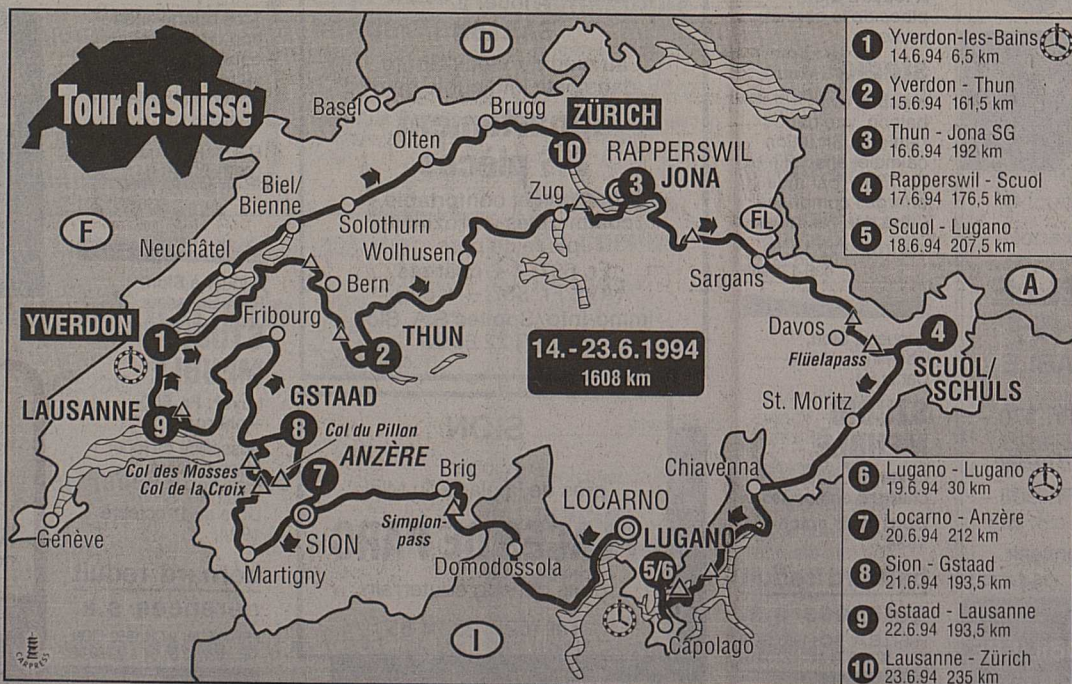 Tour de Suisse
D
F
FL
A
I
Basel
Brugg
ZÜRICH
10
Olten
RAPPERSWIL
JONA
3
Zug
Biel/
Bienne
Solothurn
Wolhusen
Neuchâtel
Bern
Sargans
YVERDON
1
Fribourg
THUN
2
14.-23.6.1994
1608 km
Davos
Flüelapass
4
SCUOL/
SCHULS
St. Moritz
LAUSANNE
9
GSTAAD
8
Col du Pillon
Col des Mosses
Col de la Croix
ANZÈRE
7
Brig
Simplon-
pass
LOCARNO
Chiavenna
LUGANO
5/6
Genève
SION
Martigny
Domodossola
Capolago
CARPRESS
1 Yverdon-les-Bains
14.6.94 6,5 km
2 Yverdon - Thun
15.6.94 161,5 km
3 Thun - Jona SG
16.6.94 192 km
4 Rapperswil - Scuol
17.6.94 176,5 km
5 Scuol - Lugano
18.6.94 207,5 km
6 Lugano - Lugano
19.6.94 30 km
7 Locarno - Anzère
20.6.94 212 km
8 Sion - Gstaad
21.6.94 193,5 km
9 Gstaad - Lausanne
22.6.94 193,5 km
10 Lausanne - Zürich
23.6.94 235 km